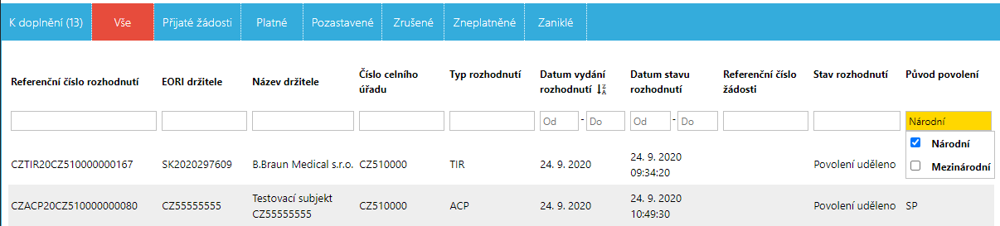 K doplnění (13) Vše Přijaté žádosti Platné Pozastavené Zrušené Zneplatněné Zaniklé
Referenční číslo rozhodnutí EORI držitele Název držitele Číslo celního úřadu Typ rozhodnutí Datum vydání rozhodnutí Datum stavu rozhodnutí Referenční číslo žádosti Stav rozhodnutí Původ povolení
Od - Do Od - Do Národní
Národní
Mezinárodní
CZTIR20CZ510000000167 SK2020297609 B.Braun Medical s.r.o. CZ510000 TIR 24. 9. 2020 24. 9. 2020 09:34:20 Povolení uděleno
CZACP20CZ510000000080 CZ55555555 Testovací subjekt CZ55555555 CZ510000 ACP 24. 9. 2020 24. 9. 2020 10:49:30 Povolení uděleno SP